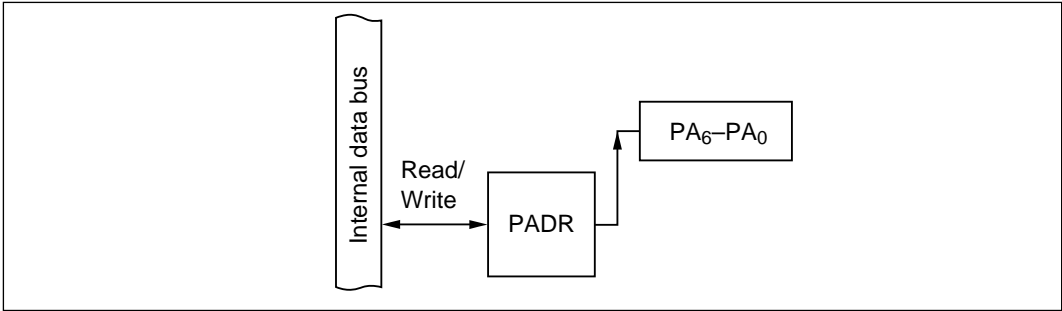 Internal data bus
Read/
Write
PADR
PA₆–PA₀